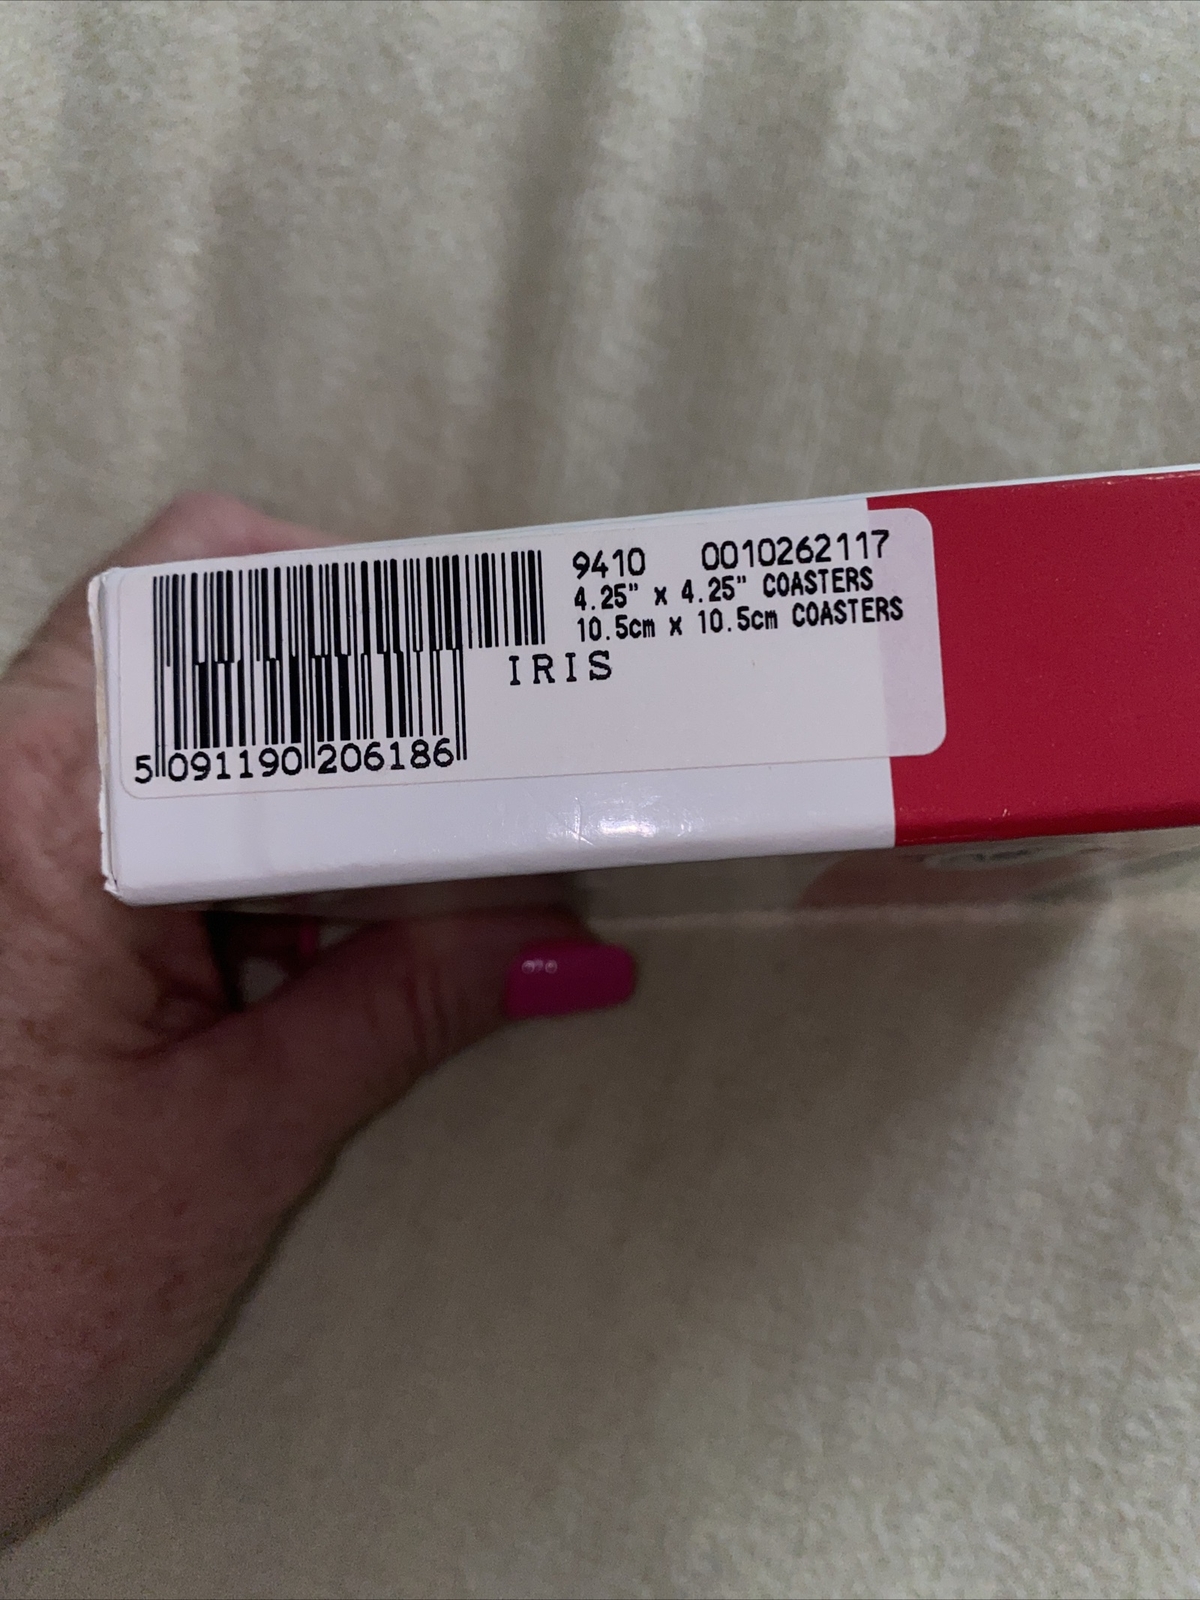 9410 0010262117
4.25" x 4.25" COASTERS
10.5cm x 10.5cm COASTERS
IRIS
5 091190 206186